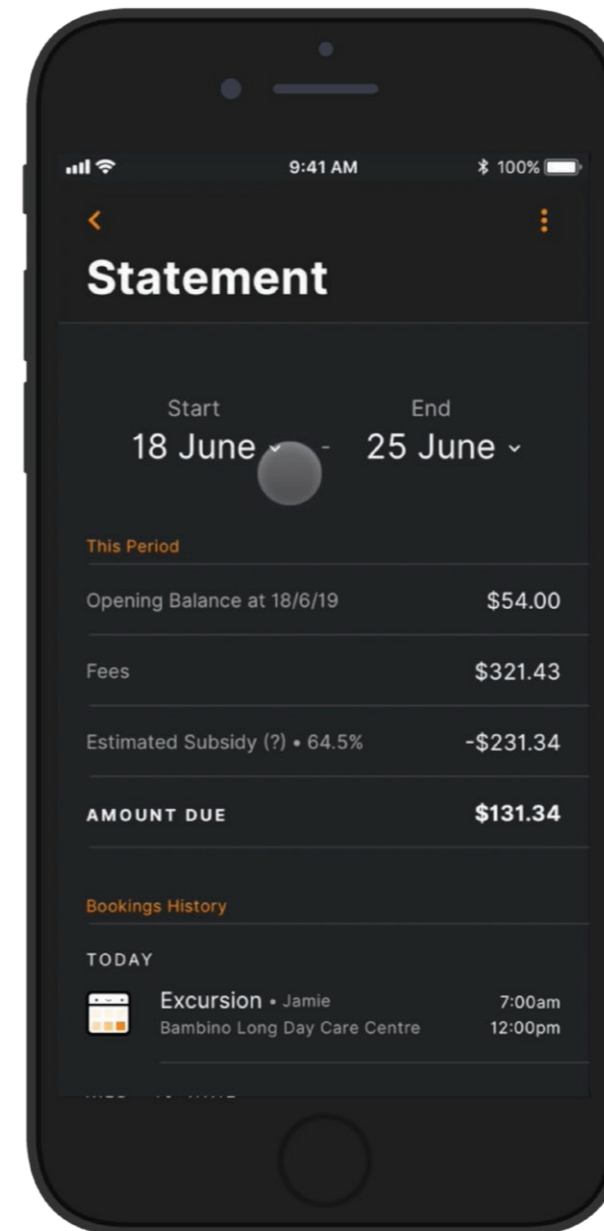 9:41 AM 100%
Statement
Start End
18 June - 25 June
This Period
Opening Balance at 18/6/19 $54.00
Fees $321.43
Estimated Subsidy (?) • 64.5% -$231.34
AMOUNT DUE $131.34
Bookings History
TODAY
Excursion • Jamie 7:00am
Bambino Long Day Care Centre 12:00pm